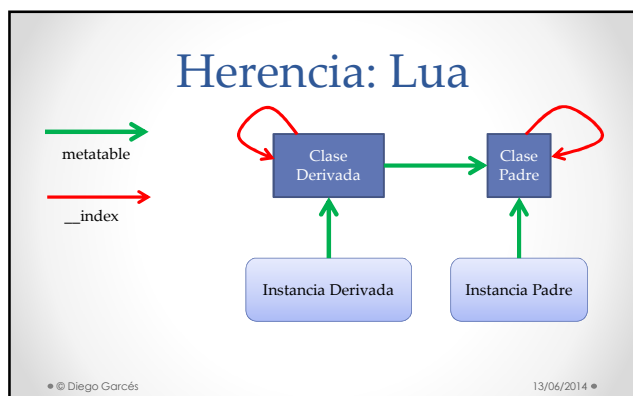 Herencia: Lua
metatable
__index
Clase
Derivada
Clase
Padre
Instancia Derivada
Instancia Padre
© Diego Garcés
13/06/2014